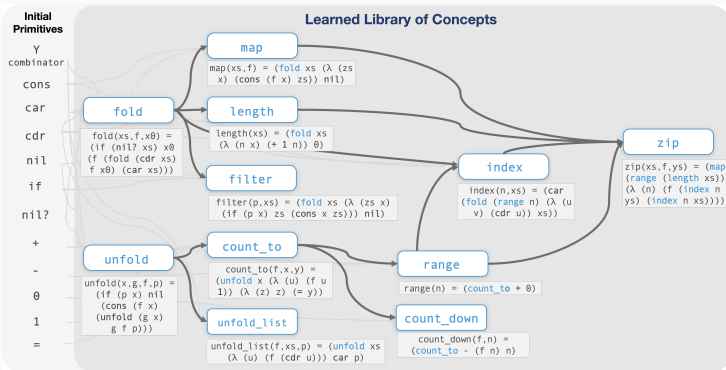 Initial
Primitives
Learned Library of Concepts
Y
combinator
cons
car
cdr
nil
if
nil?
+
-
0
1
=
fold
fold(xs,f,x0) =
(if (nil? xs) x0
(f (fold (cdr xs)
f x0) (car xs)))
unfold
unfold(x,g,f,p) =
(if (p x) nil
(cons (f x)
(unfold (g x)
g f p)))
map
map(xs,f) = (fold xs (λ (zs
x) (cons (f x) zs)) nil)
length
length(xs) = (fold xs
(λ (n x) (+ 1 n)) 0)
filter
filter(p,xs) = (fold xs (λ (zs x)
(if (p x) zs (cons x zs))) nil)
count_to
count_to(f,x,y) =
(unfold x (λ (u) (f u
1)) (λ (z) z) (= y))
unfold_list
unfold_list(f,xs,p) = (unfold xs
(λ (u) (f (cdr u))) car p)
index
index(n,xs) = (car
(fold (range n) (λ (u
v) (cdr u)) xs))
range
range(n) = (count_to + 0)
count_down
count_down(f,n) =
(count_to - (f n) n)
zip
zip(xs,f,ys) = (map
(range (length xs))
(λ (n) (f (index n
ys) (index n xs))))